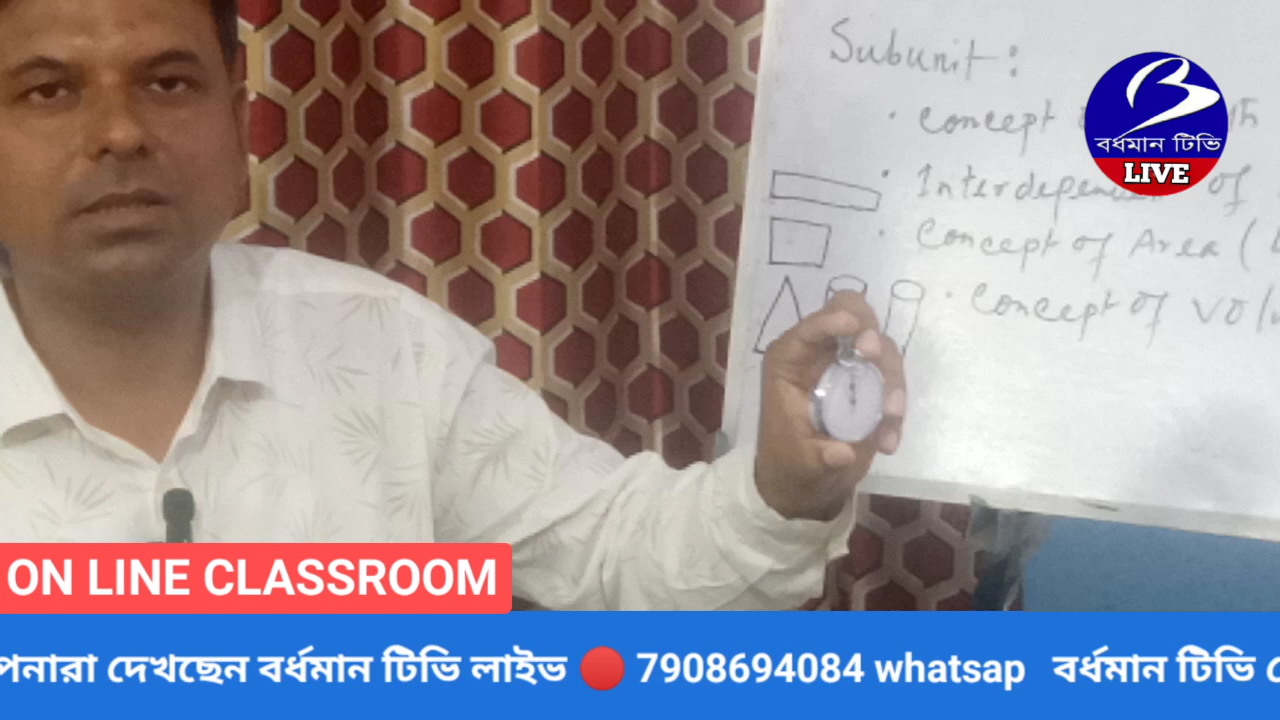 Subunit :
• Concept
বর্ধমান টিভি
LIVE
• Interdepen of
• Concept of Area (
• Concept of Vol
ON LINE CLASSROOM
পনারা দেখছেন বর্ধমান টিভি লাইভ 🔴 7908694084 whatsap বর্ধমান টিভি